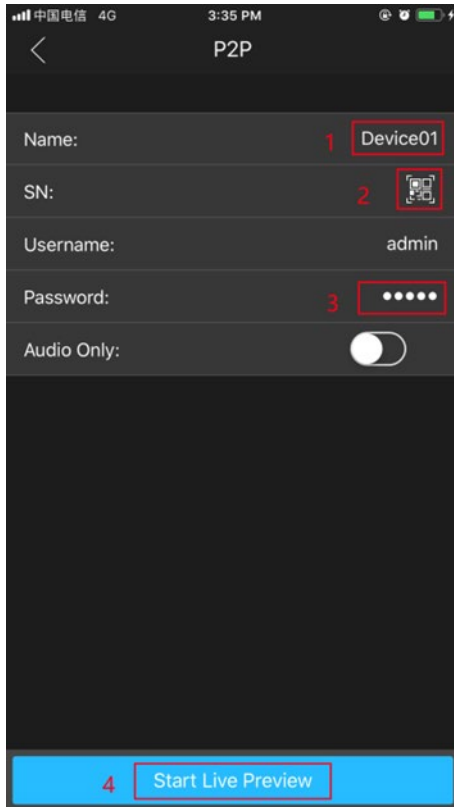 中国电信 4G 3:35 PM
P2P
Name: 1 Device01
SN: 2
Username: admin
Password: 3 •••••
Audio Only:
4 Start Live Preview